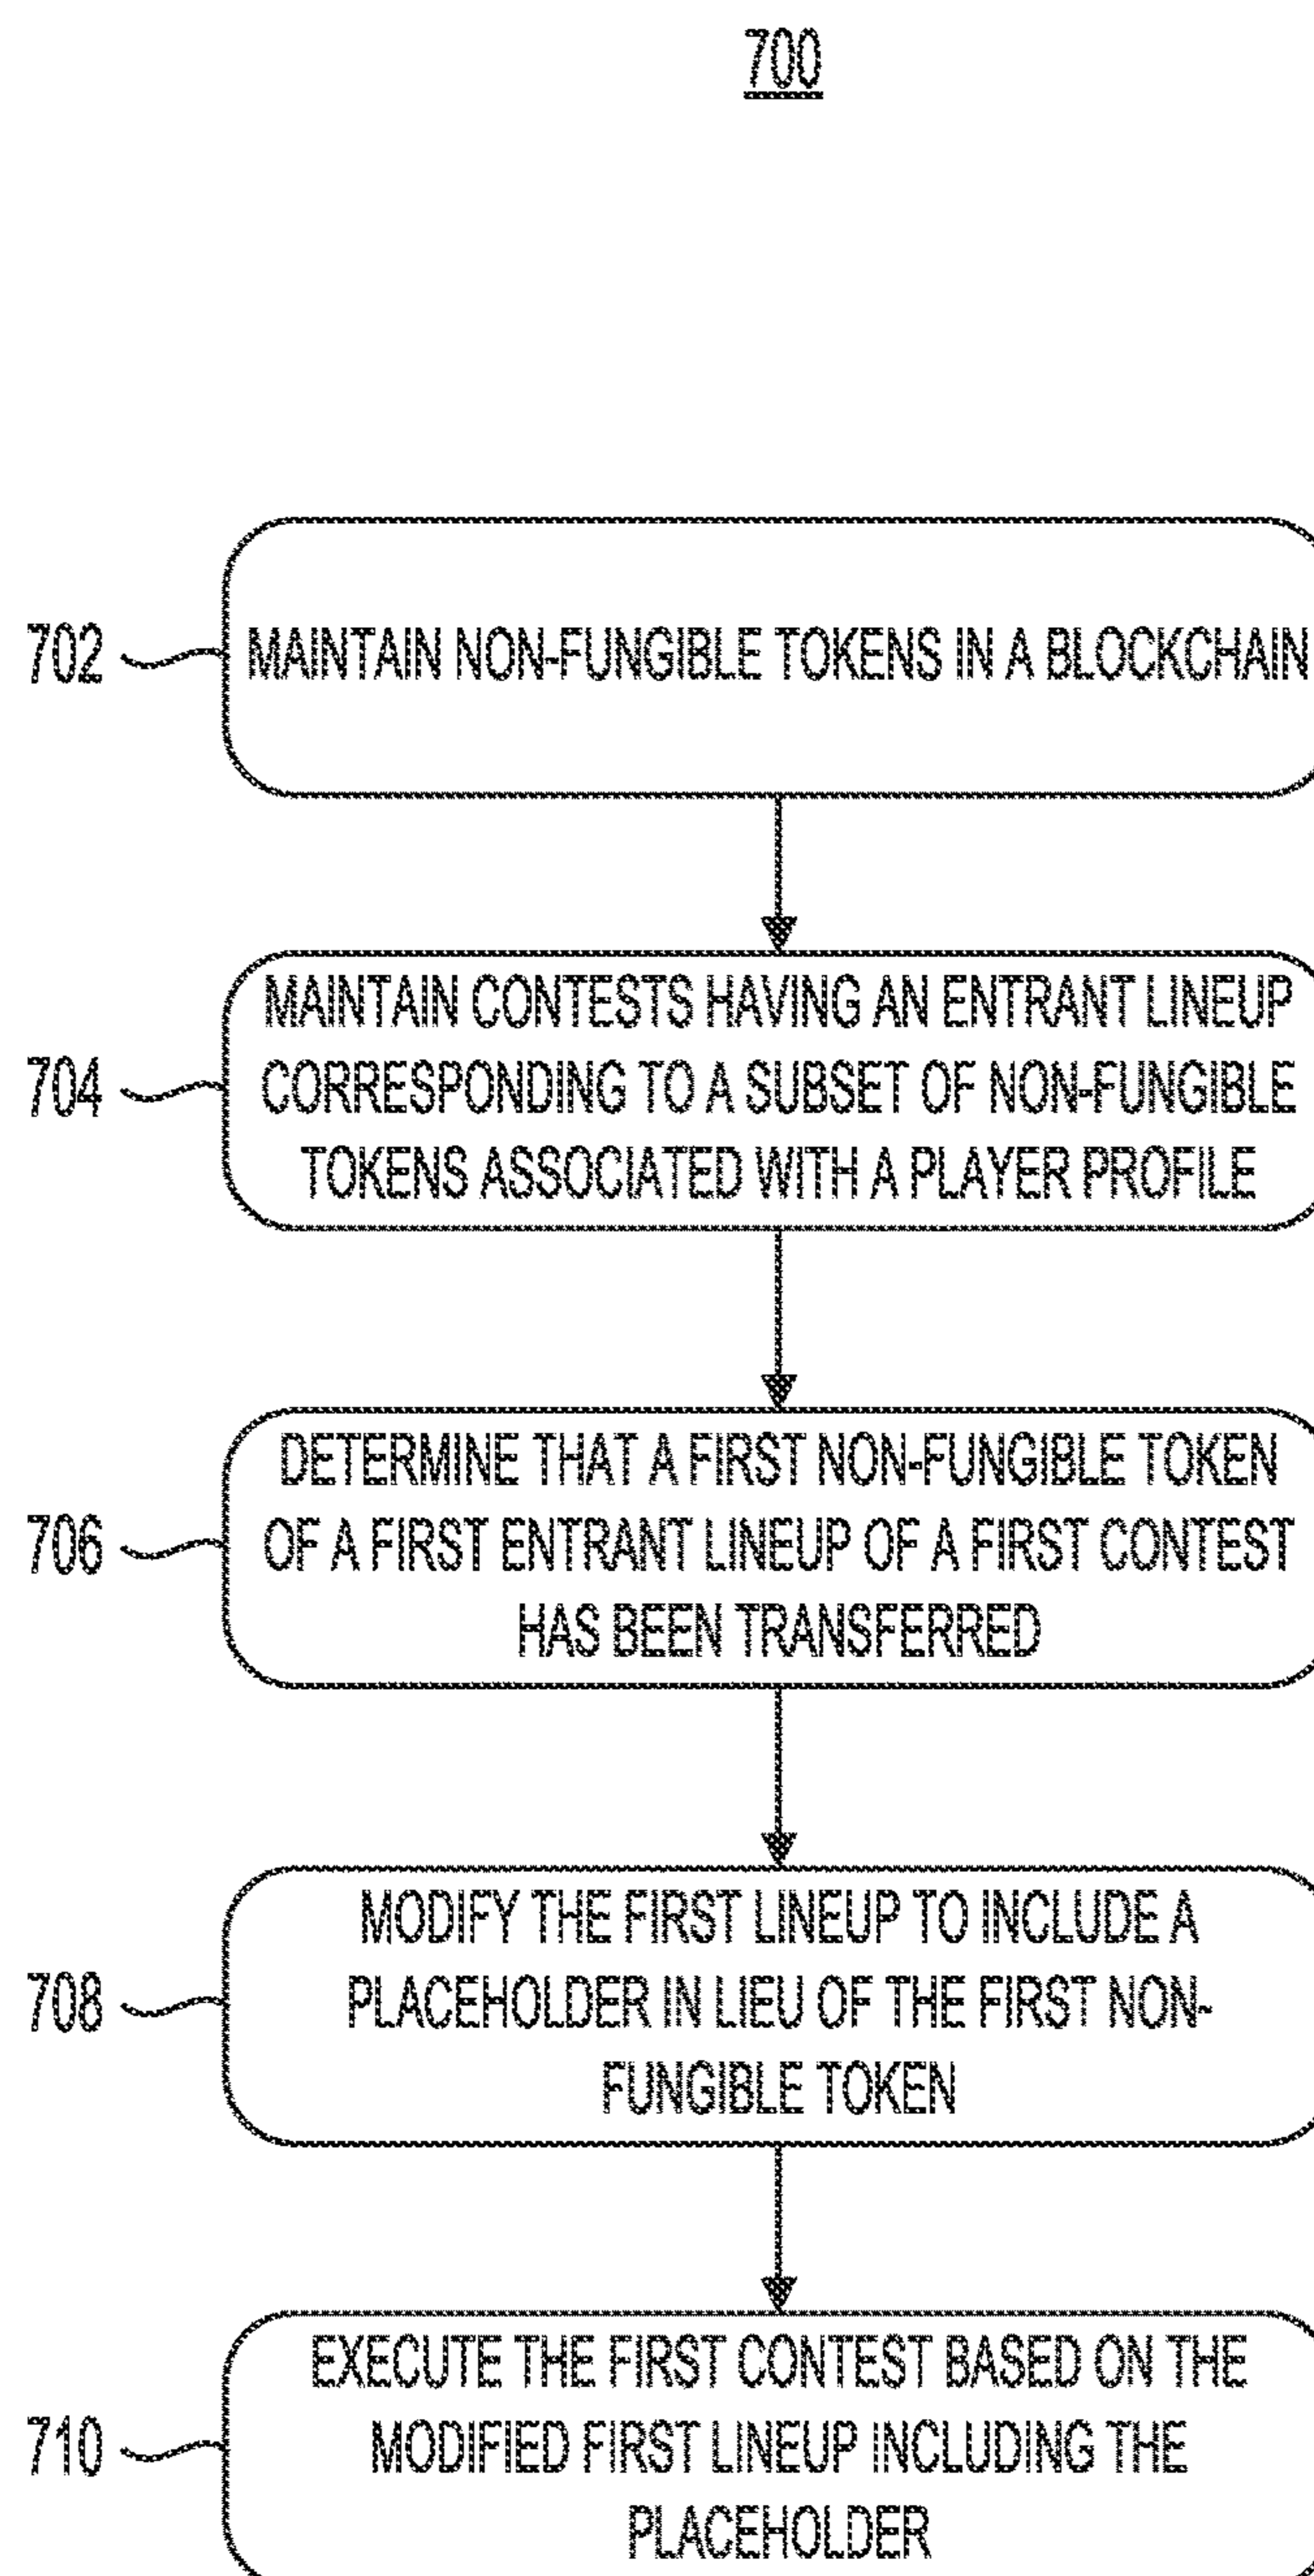 700
702
MAINTAIN NON-FUNGIBLE TOKENS IN A BLOCKCHAIN
704
MAINTAIN CONTESTS HAVING AN ENTRANT LINEUP
CORRESPONDING TO A SUBSET OF NON-FUNGIBLE
TOKENS ASSOCIATED WITH A PLAYER PROFILE
706
DETERMINE THAT A FIRST NON-FUNGIBLE TOKEN
OF A FIRST ENTRANT LINEUP OF A FIRST CONTEST
HAS BEEN TRANSFERRED
708
MODIFY THE FIRST LINEUP TO INCLUDE A
PLACEHOLDER IN LIEU OF THE FIRST NON-
FUNGIBLE TOKEN
710
EXECUTE THE FIRST CONTEST BASED ON THE
MODIFIED FIRST LINEUP INCLUDING THE
PLACEHOLDER